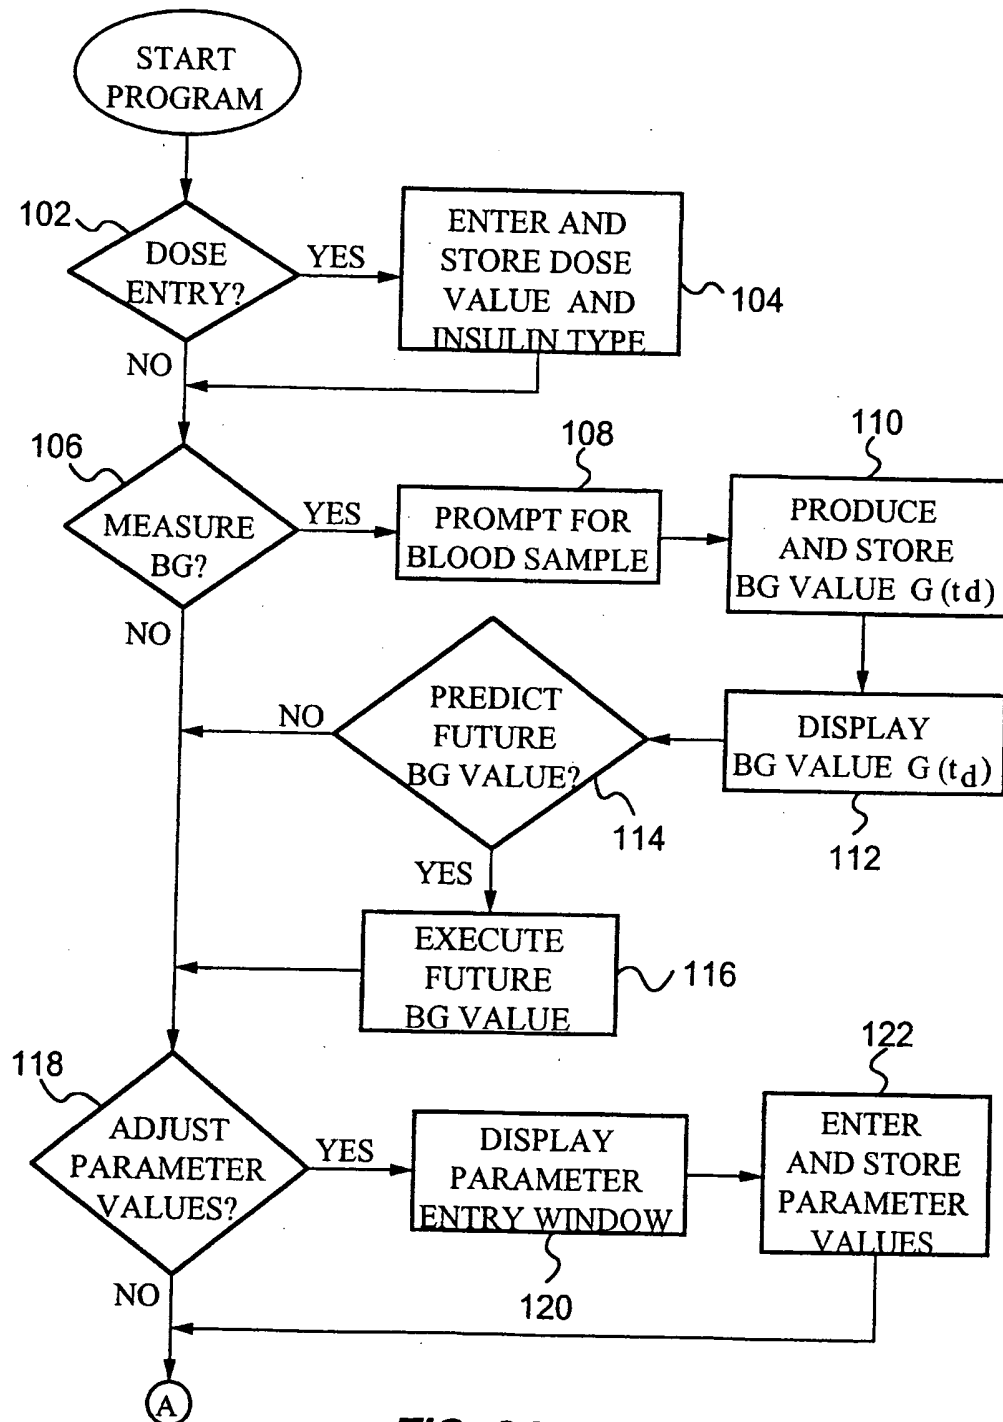 START
PROGRAM
102
DOSE
ENTRY?
YES
ENTER AND
STORE DOSE
VALUE AND
INSULIN TYPE
104
NO
106
MEASURE
BG?
YES
108
PROMPT FOR
BLOOD SAMPLE
110
PRODUCE
AND STORE
BG VALUE G (td)
NO
PREDICT
FUTURE
BG VALUE?
NO
114
DISPLAY
BG VALUE G (td)
112
YES
EXECUTE
FUTURE
BG VALUE
116
118
ADJUST
PARAMETER
VALUES?
YES
DISPLAY
PARAMETER
ENTRY WINDOW
120
122
ENTER
AND STORE
PARAMETER
VALUES
NO
A